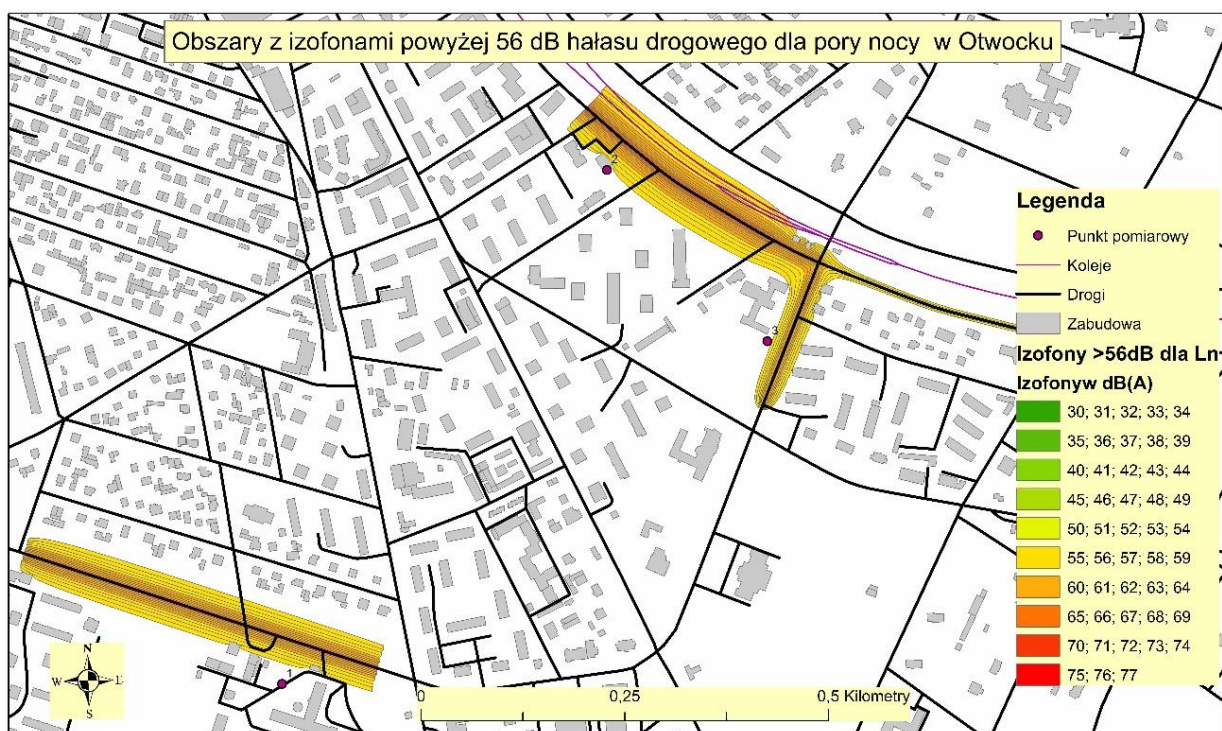 Obszary z izofonami powyżej 56 dB hałasu drogowego dla pory nocy w Otwocku
2
3
1
Legenda
Punkt pomiarowy
Koleje
Drogi
Zabudowa
Izofony >56dB dla Ln
Izofonyw dB(A)
30; 31; 32; 33; 34
35; 36; 37; 38; 39
40; 41; 42; 43; 44
45; 46; 47; 48; 49
50; 51; 52; 53; 54
55; 56; 57; 58; 59
60; 61; 62; 63; 64
65; 66; 67; 68; 69
70; 71; 72; 73; 74
75; 76; 77
N
W E
S
0 0,25 0,5 Kilometry